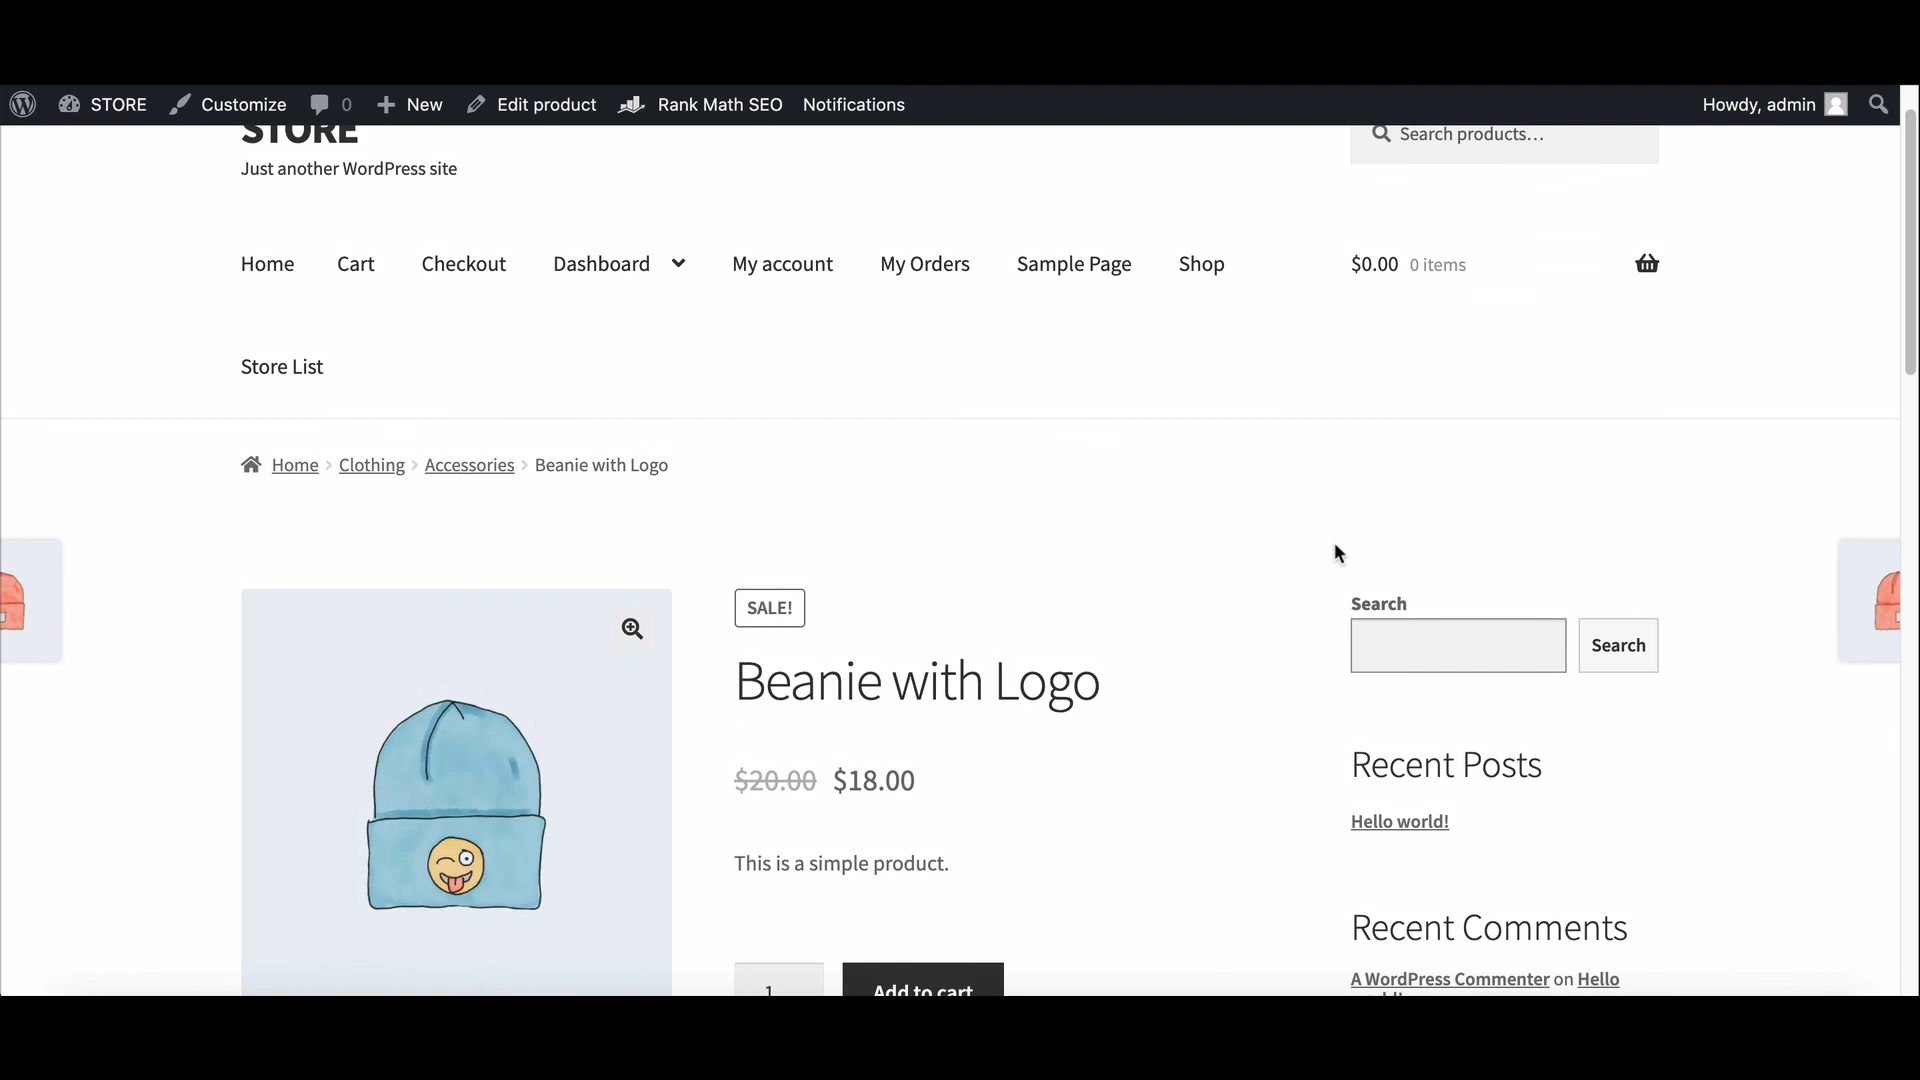 STORE Customize 0 New Edit product Rank Math SEO Notifications Howdy, admin
STORE
Just another WordPress site
Search products…
Home Cart Checkout Dashboard My account My Orders Sample Page Shop
$0.00 0 items
Store List
Home Clothing Accessories Beanie with Logo
SALE!
Beanie with Logo
$20.00 $18.00
This is a simple product.
1
Add to cart
Search
Search
Recent Posts
Hello world!
Recent Comments
A WordPress Commenter on Hello